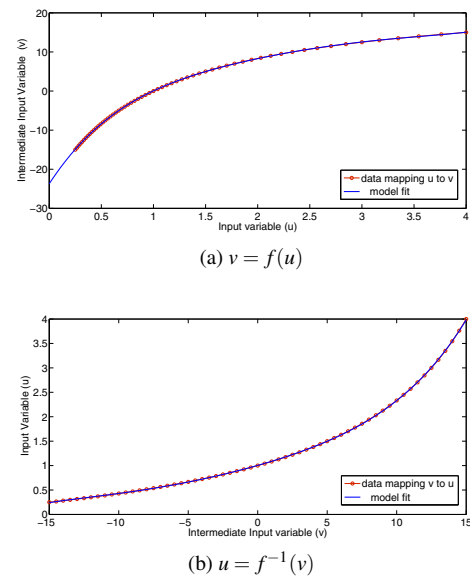 20
10
0
−10
−20
−30
Intermediate Input Variable (v)
0 0.5 1 1.5 2 2.5 3 3.5 4
Input variable (u)
data mapping u to v
model fit
(a) v = f(u)
4
3.5
3
2.5
2
1.5
1
0.5
0
Input Variable (u)
−15 −10 −5 0 5 10 15
Intermediate Input Variable (v)
data mapping v to u
model fit
(b) u = f⁻¹(v)